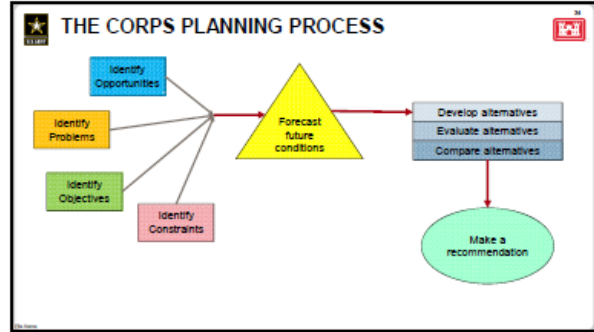 THE CORPS PLANNING PROCESS
Identify
Opportunities
Identify
Problems
Identify
Objectives
Identify
Constraints
Forecast
future
conditions
Develop alternatives
Evaluate alternatives
Compare alternatives
Make a
recommendation